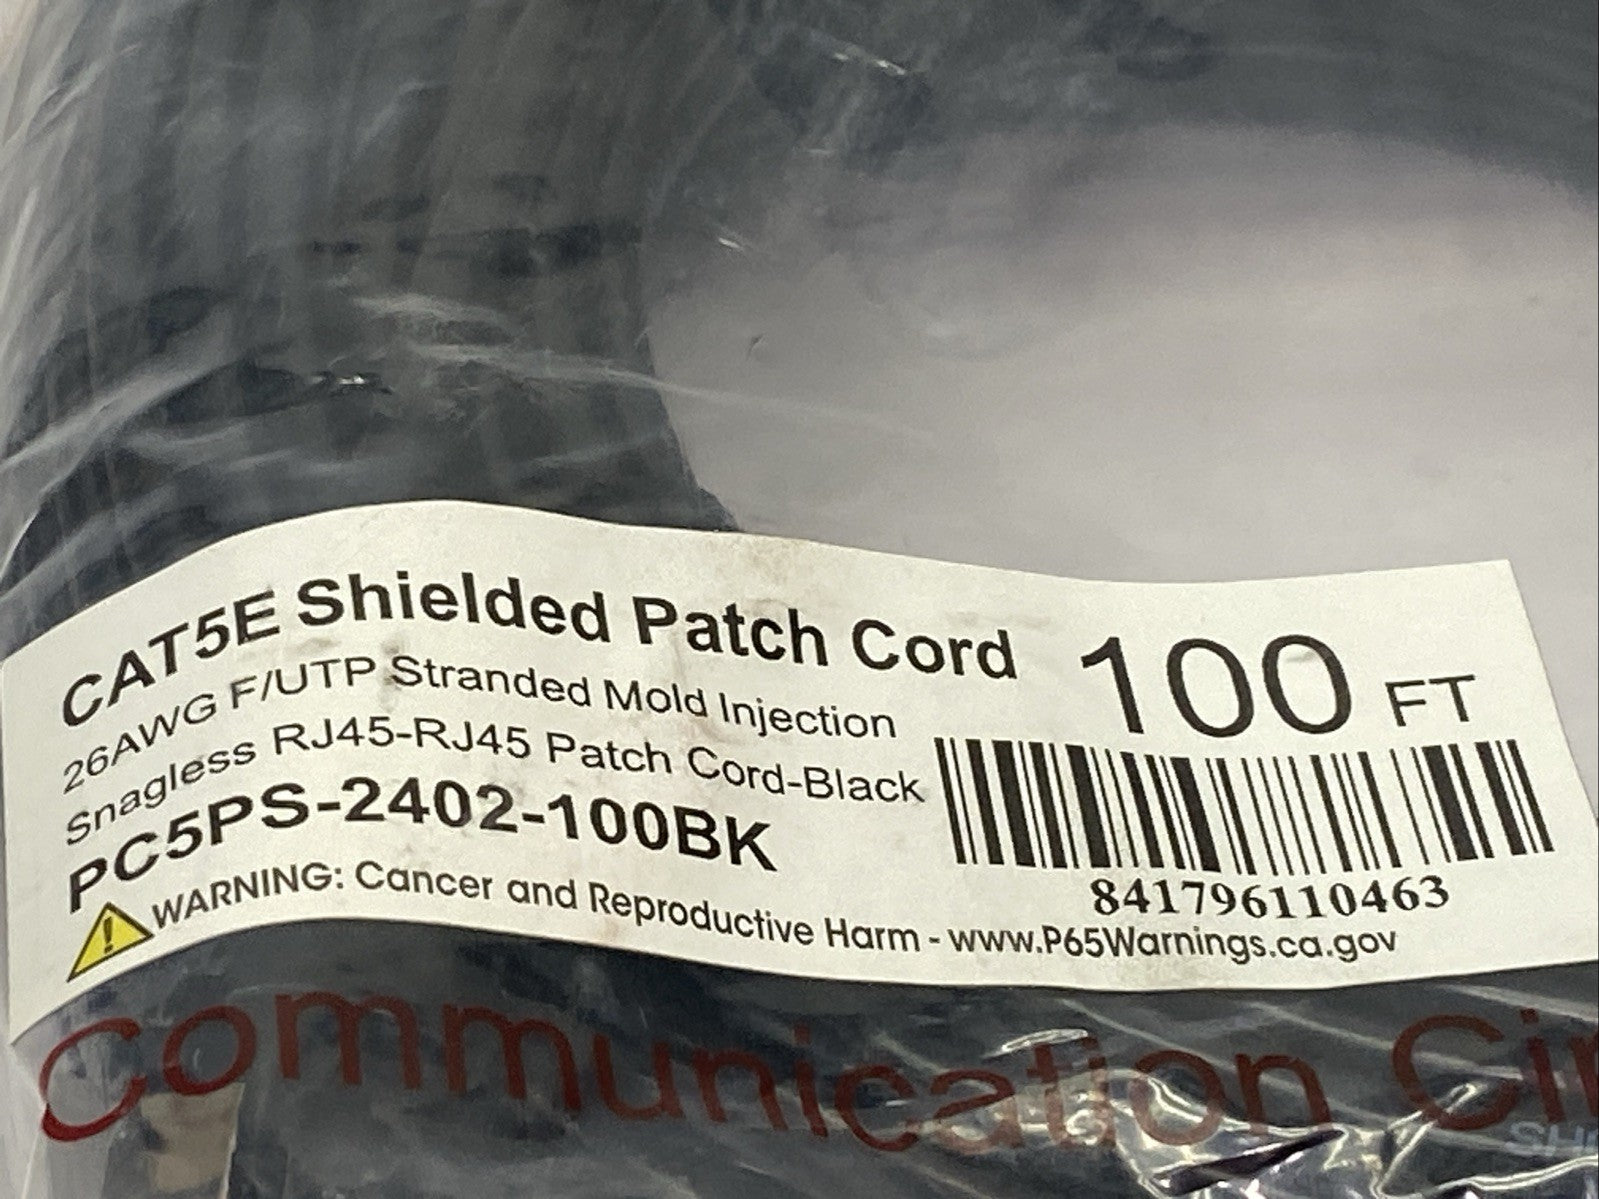 CAT5E Shielded Patch Cord
100 FT
26AWG F/UTP Stranded Mold Injection
Snagless RJ45-RJ45 Patch Cord-Black
PC5PS-2402-100BK
841796110463
WARNING: Cancer and Reproductive Harm - www.P65Warnings.ca.gov
Communication Cir